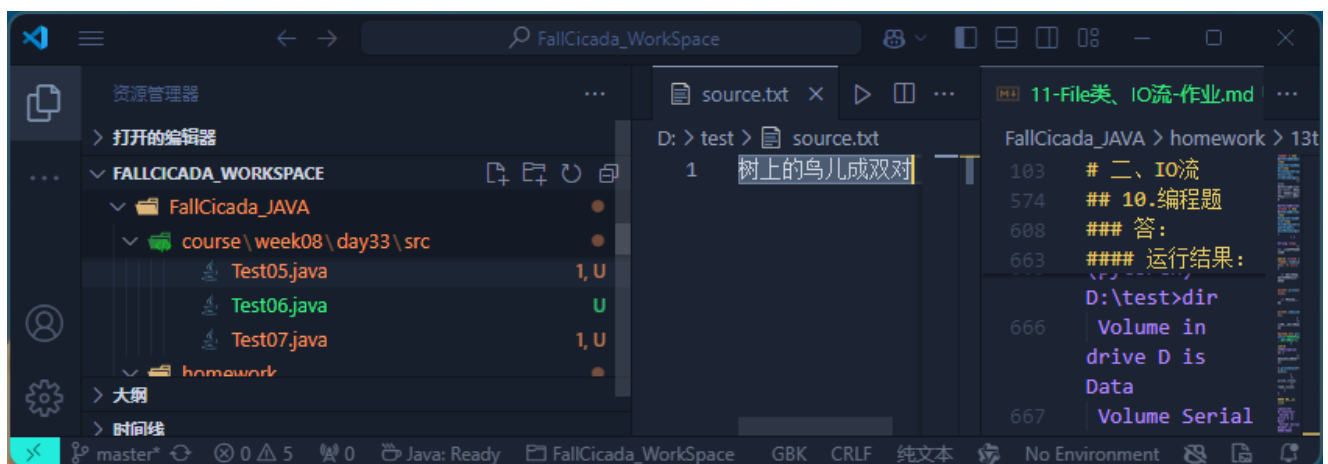 FallCicada_WorkSpace
资源管理器
打开的编辑器
FALLCICADA_WORKSPACE
FallCicada_JAVA
course\week08\day33\src
Test05.java 1, U
Test06.java U
Test07.java 1, U
homework
大纲
时间线
source.txt
D: > test > source.txt
1 树上的鸟儿成双对
11-File类、IO流-作业.md
FallCicada_JAVA > homework > 13t
103 # 二、IO流
574 ## 10.编程题
608 ### 答:
663 #### 运行结果:
D:\test>dir
666 Volume in
drive D is
Data
667 Volume Serial
master* 0 5 0 Java: Ready FallCicada_WorkSpace GBK CRLF 纯文本 No Environment